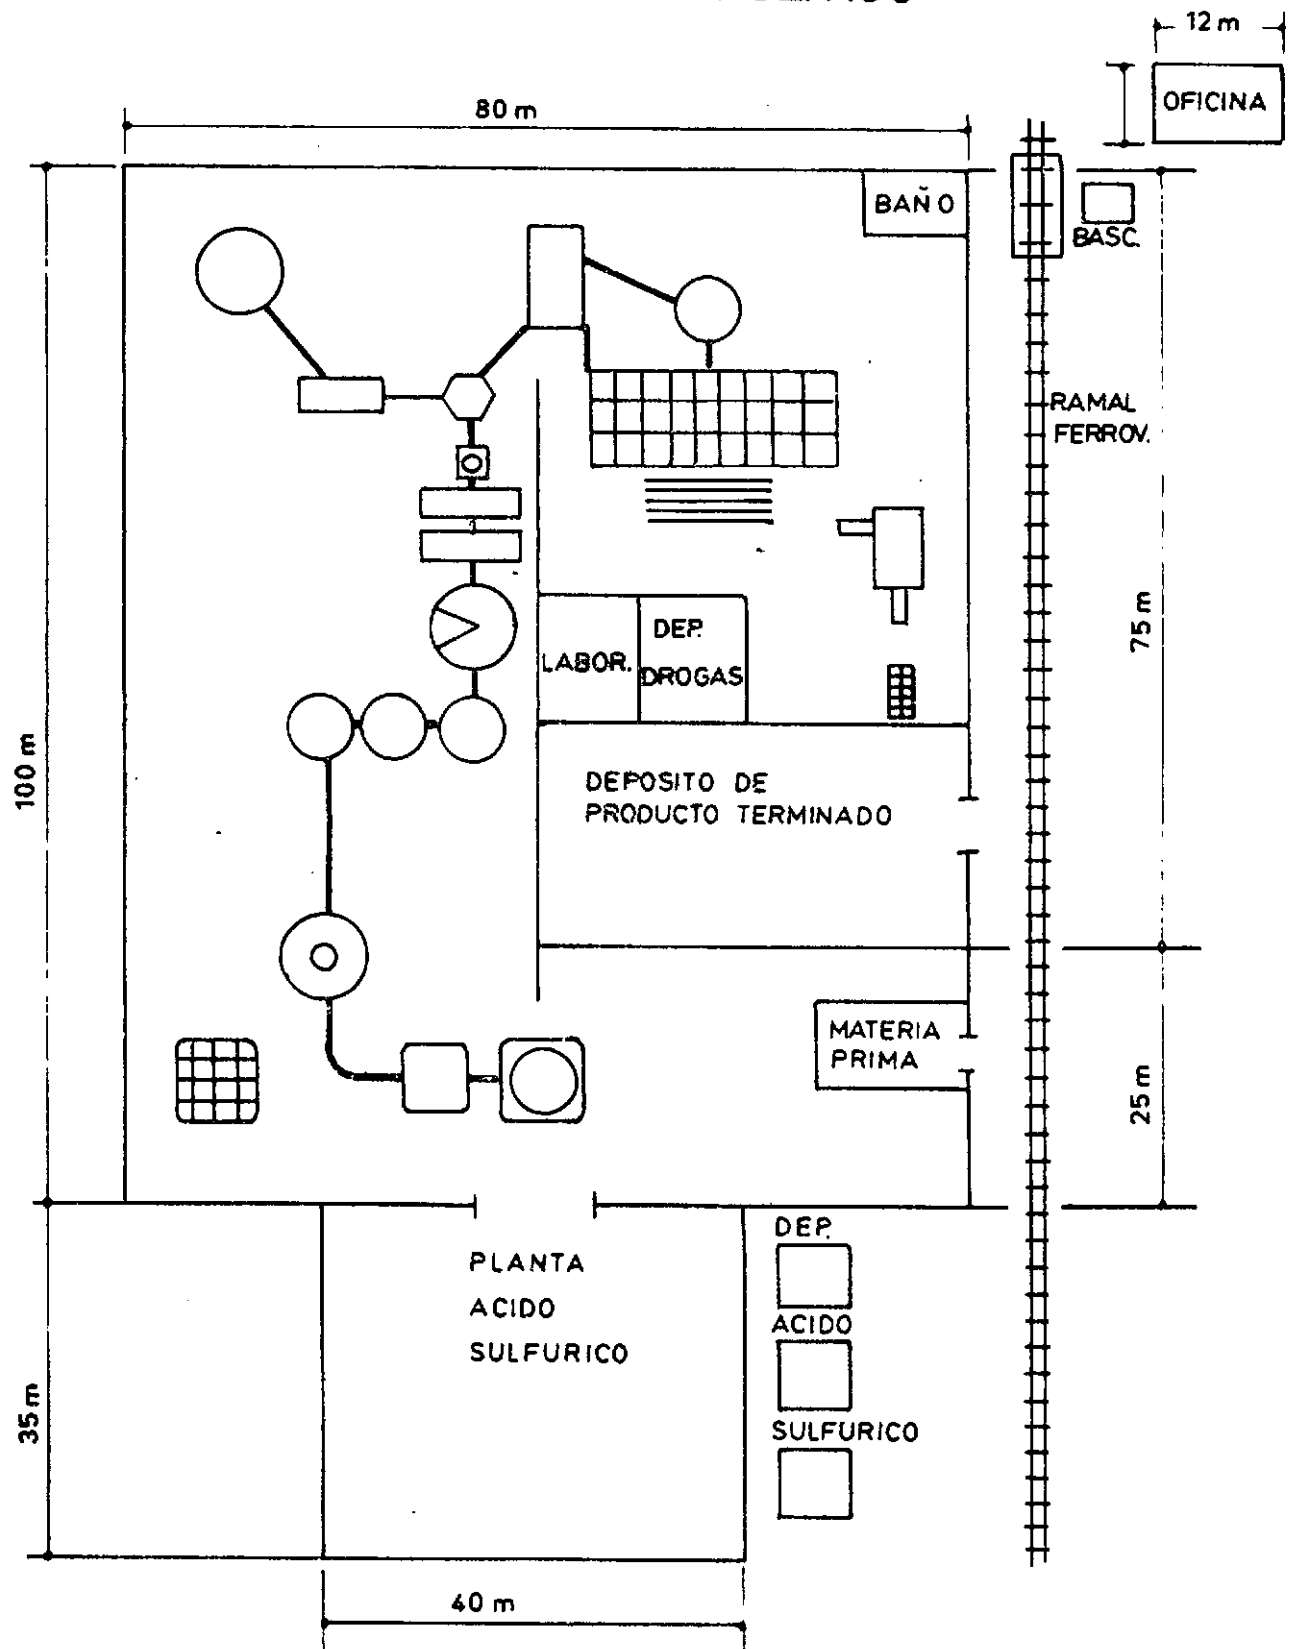 12 m
OFICINA
80 m
BAÑO
BASC.
RAMAL
FERROV.
75 m
DEP.
LABOR.
DROGAS
100 m
DEPOSITO DE
PRODUCTO TERMINADO
MATERIA
PRIMA
25 m
DEP.
PLANTA
ACIDO
ACIDO
SULFURICO
35 m
SULFURICO
40 m